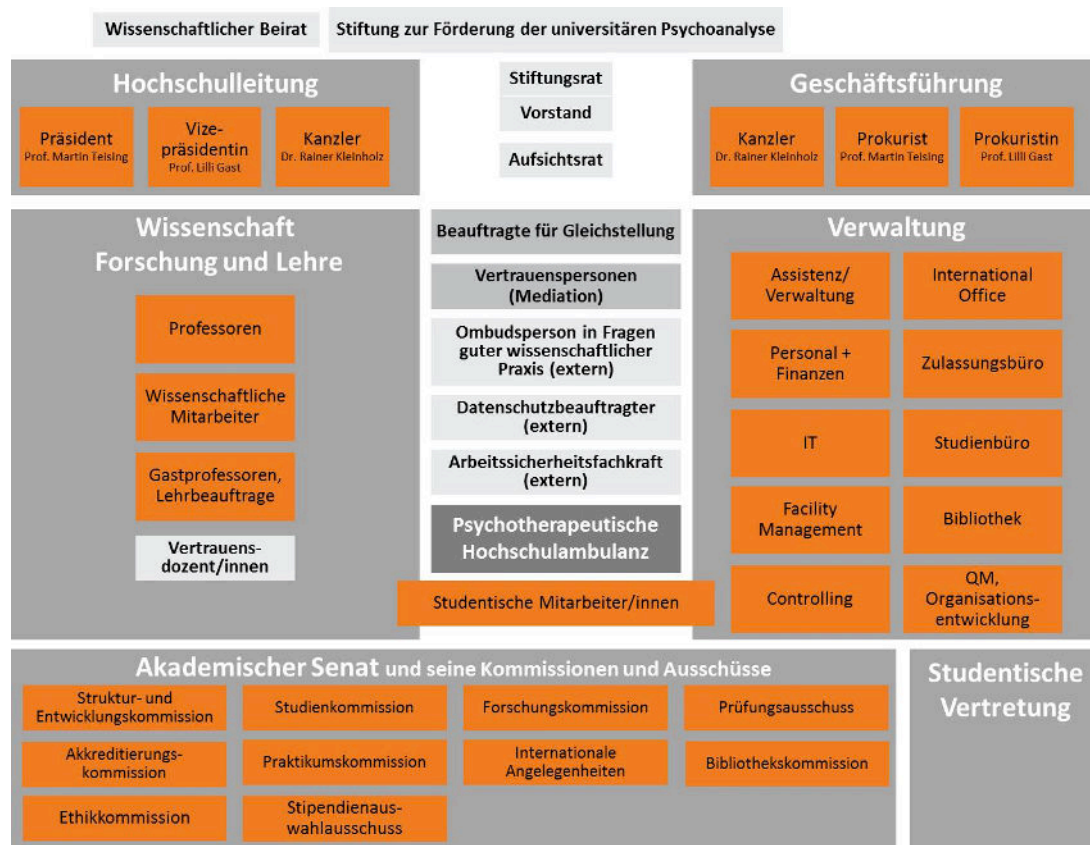 Wissenschaftlicher Beirat
Stiftung zur Förderung der universitären Psychoanalyse
Hochschulleitung
Präsident
Prof. Martin Teising
Vize-
präsidentin
Prof. Lilli Gast
Kanzler
Dr. Rainer Kleinholz
Stiftungsrat
Vorstand
Aufsichtsrat
Geschäftsführung
Kanzler
Dr. Rainer Kleinholz
Prokurist
Prof. Martin Teising
Prokuristin
Prof. Lilli Gast
Wissenschaft
Forschung und Lehre
Professoren
Wissenschaftliche
Mitarbeiter
Gastprofessoren,
Lehrbeauftrage
Vertrauens-
dozent/innen
Beauftragte für Gleichstellung
Vertrauenspersonen
(Mediation)
Ombudsperson in Fragen
guter wissenschaftlicher
Praxis (extern)
Datenschutzbeauftragter
(extern)
Arbeitssicherheitsfachkraft
(extern)
Psychotherapeutische
Hochschulambulanz
Studentische Mitarbeiter/innen
Verwaltung
Assistenz/
Verwaltung
International
Office
Personal +
Finanzen
Zulassungsbüro
IT
Studienbüro
Facility
Management
Bibliothek
Controlling
QM,
Organisations-
entwicklung
Akademischer Senat und seine Kommissionen und Ausschüsse
Struktur- und
Entwicklungskommission
Studienkommission
Forschungskommission
Prüfungsausschuss
Akkreditierungs-
kommission
Praktikumskommission
Internationale
Angelegenheiten
Bibliothekskommission
Ethikkommission
Stipendienaus-
wahlausschuss
Studentische
Vertretung